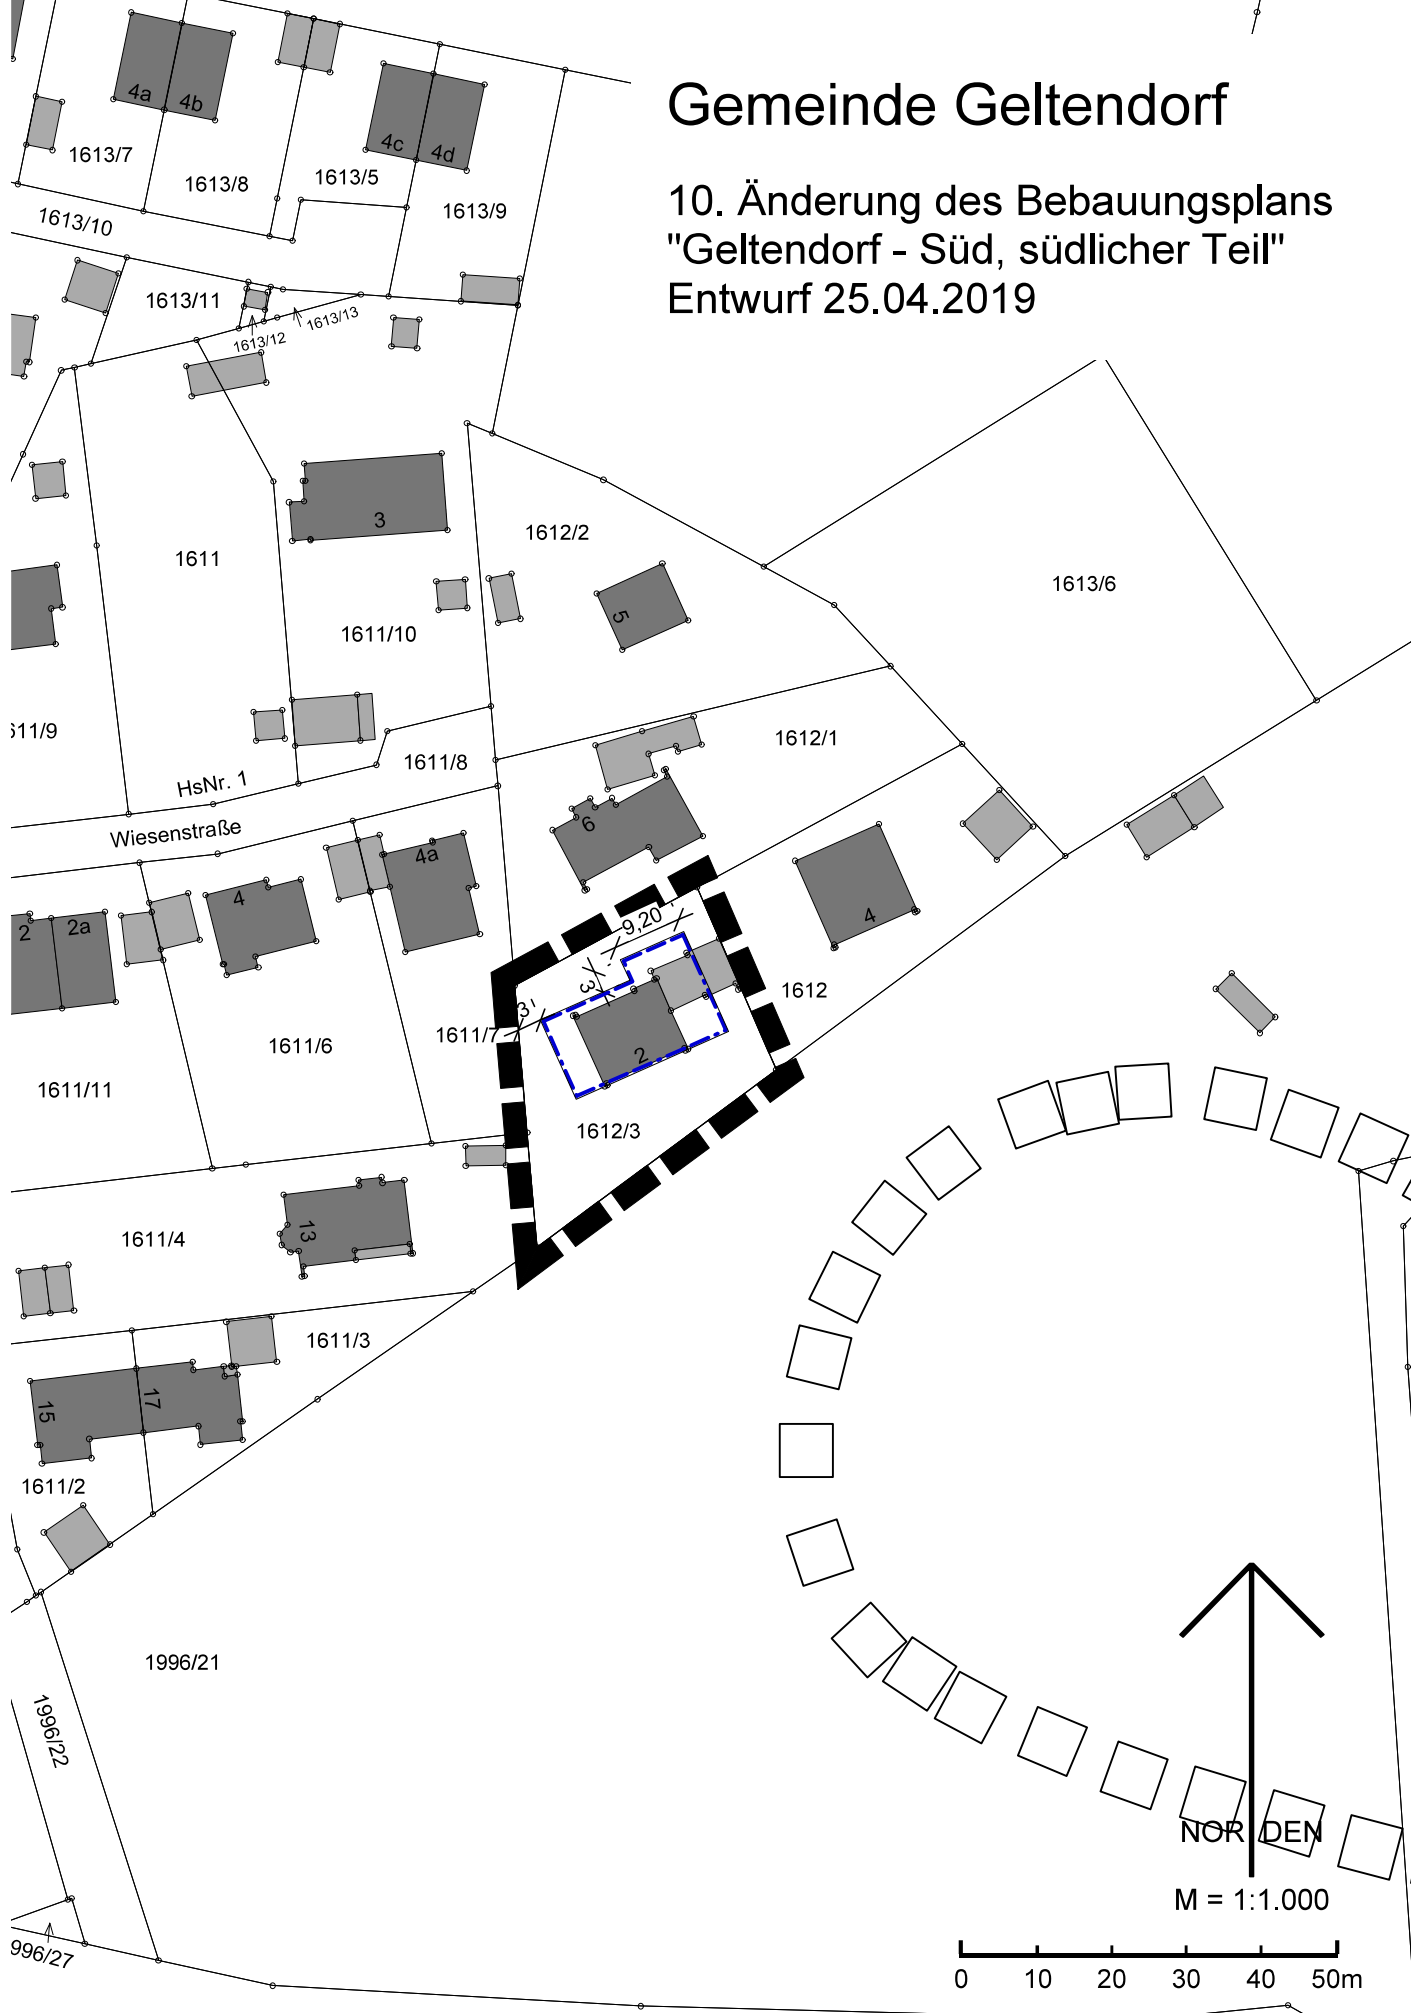 Gemeinde Geltendorf
10. Änderung des Bebauungsplans
"Geltendorf - Süd, südlicher Teil"
Entwurf 25.04.2019
4a
4b
4c
4d
1613/7
1613/8
1613/5
1613/9
1613/10
1613/11
1613/12
1613/13
3
1611
1612/2
5
1613/6
1611/10
611/9
1611/8
1612/1
HsNr. 1
Wiesenstraße
6
4a
4
2
2a
4
9,20
3
3
1612
1611/7
2
1611/6
1611/11
1612/3
13
1611/4
1611/3
15
17
1611/2
1996/21
1996/22
996/27
NORDEN
M = 1:1.000
0 10 20 30 40 50m